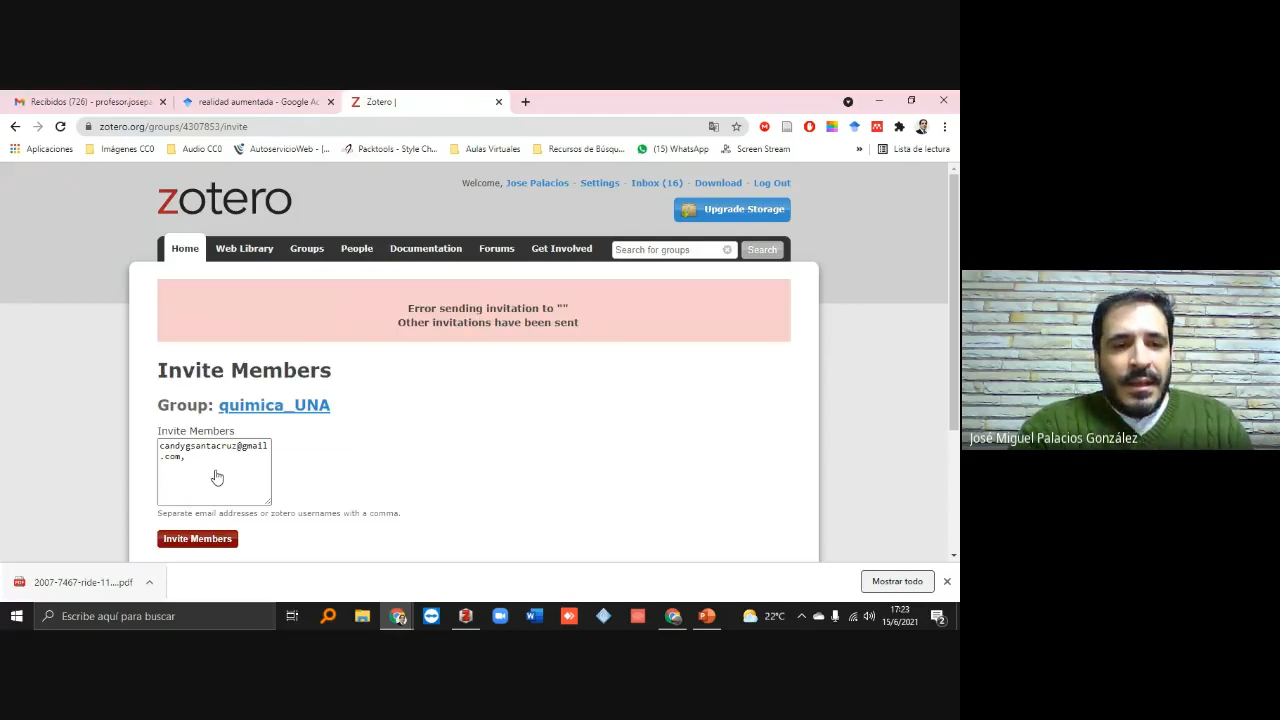 Recibidos (726) - profesor.josepa
realidad aumentada - Google Ac
Zotero |
zotero.org/groups/4307853/invite
Aplicaciones
Imágenes CC0
Audio CC0
AutoservicioWeb - (...
Packtools - Style Ch...
Aulas Virtuales
Recursos de Búsqu...
(15) WhatsApp
Screen Stream
»
Lista de lectura
zotero
Welcome, Jose Palacios · Settings · Inbox (16) · Download · Log Out
Upgrade Storage
Home
Web Library
Groups
People
Documentation
Forums
Get Involved
Search for groups
Search
Error sending invitation to ""
Other invitations have been sent
Invite Members
Group: quimica_UNA
Invite Members
candygsantacruz@gmail
.com,
Separate email addresses or zotero usernames with a comma.
Invite Members
José Miguel Palacios González
2007-7467-ride-11....pdf
Mostrar todo
Escribe aquí para buscar
22°C
17:23
15/6/2021
2